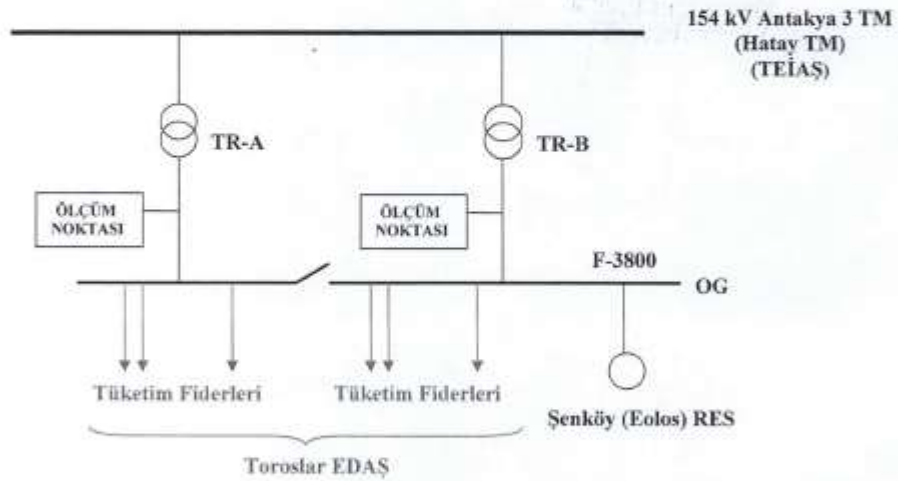 154 kV Antakya 3 TM
(Hatay TM)
(TEİAŞ)
TR-A
TR-B
ÖLÇÜM
NOKTASI
ÖLÇÜM
NOKTASI
F-3800
OG
Tüketim Fiderleri
Tüketim Fiderleri
Şenköy (Eolos) RES
Toroslar EDAŞ